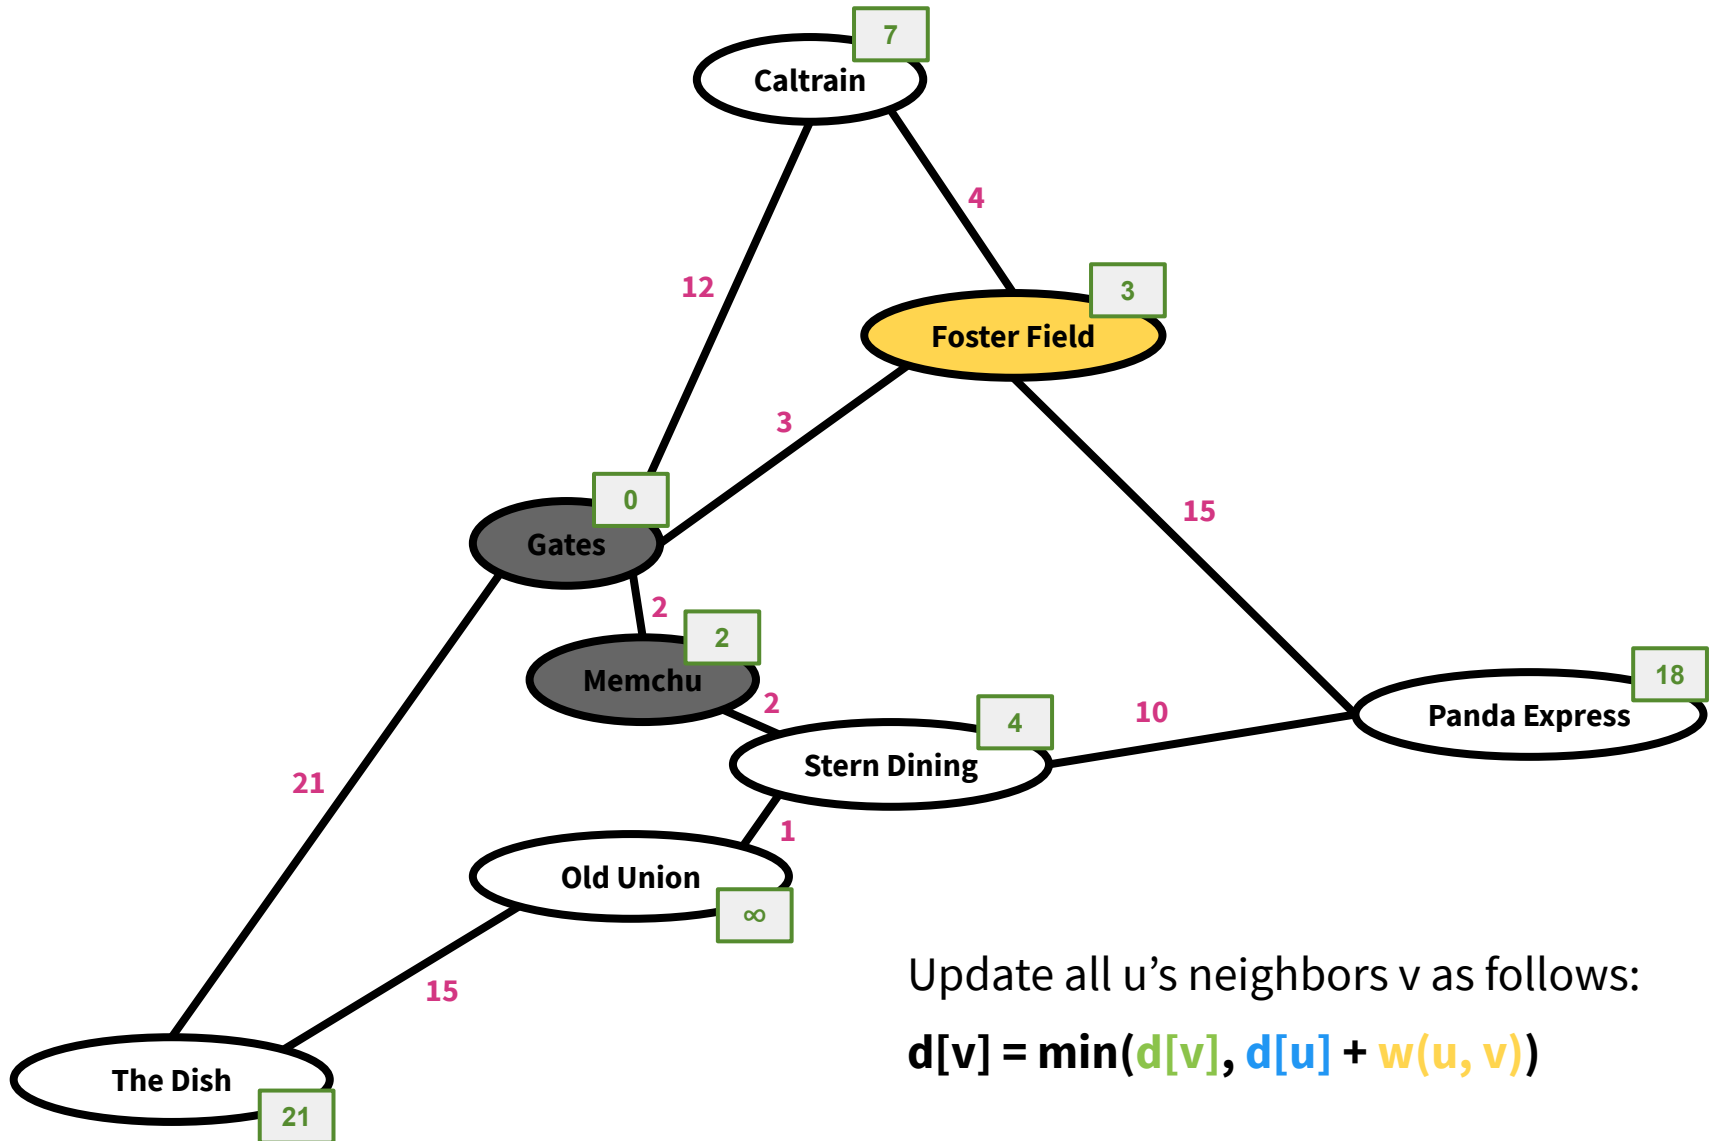 7
Caltrain
4
12
3
Foster Field
3
0
15
Gates
2
2
Memchu
2
18
4
10
Panda Express
Stern Dining
21
1
Old Union
∞
15
Update all u’s neighbors v as follows:
d[v] = min(d[v], d[u] + w(u, v))
The Dish
21